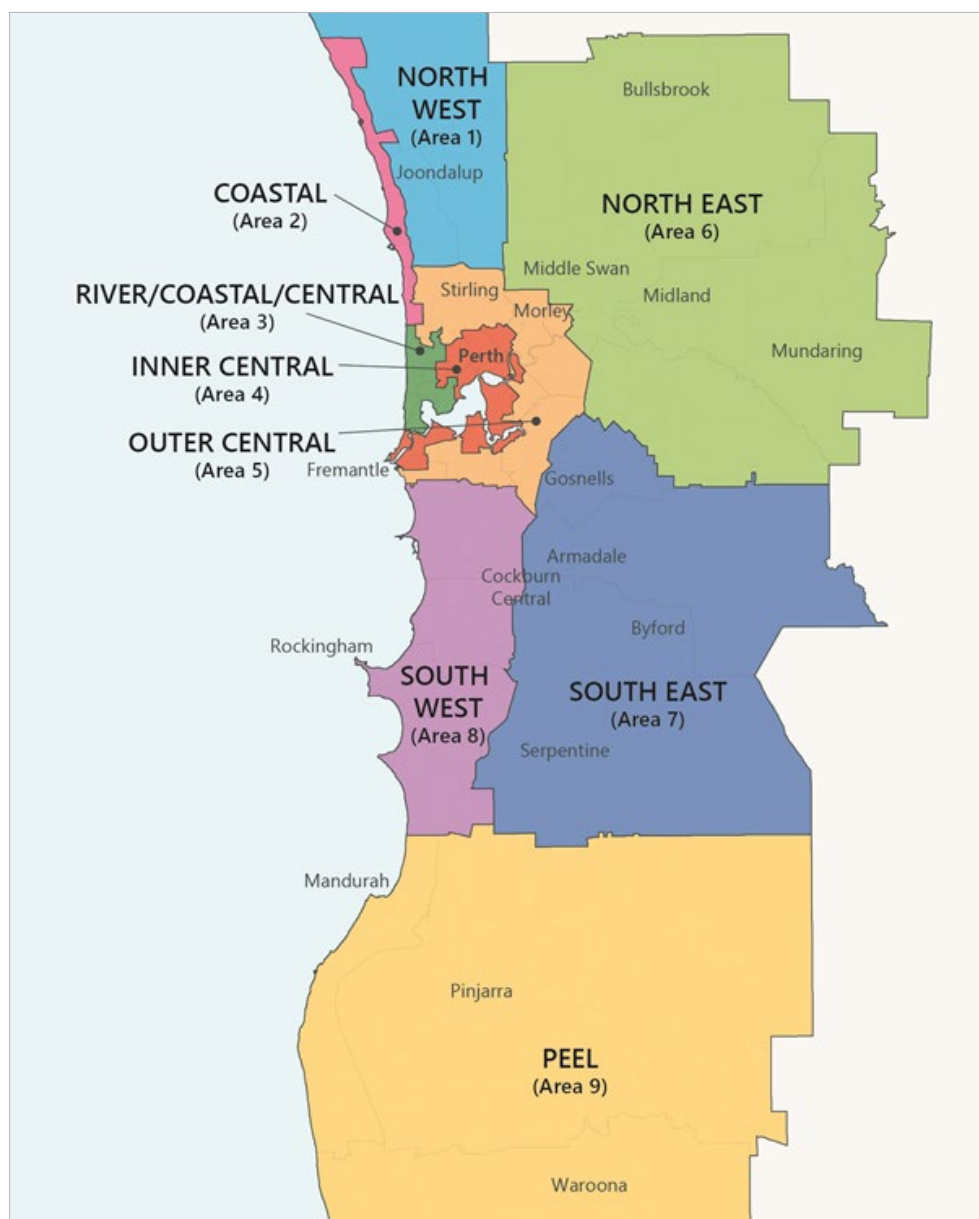 Bullsbrook
NORTH
WEST
(Area 1)
Joondalup
COASTAL
(Area 2)
NORTH EAST
(Area 6)
Middle Swan
Stirling
Midland
RIVER/COASTAL/CENTRAL
(Area 3)
Morley
Perth
Mundaring
INNER CENTRAL
(Area 4)
OUTER CENTRAL
(Area 5)
Fremantle
Gosnells
Armadale
Cockburn
Central
Byford
Rockingham
SOUTH
WEST
(Area 8)
SOUTH EAST
(Area 7)
Serpentine
Mandurah
Pinjarra
PEEL
(Area 9)
Waroona